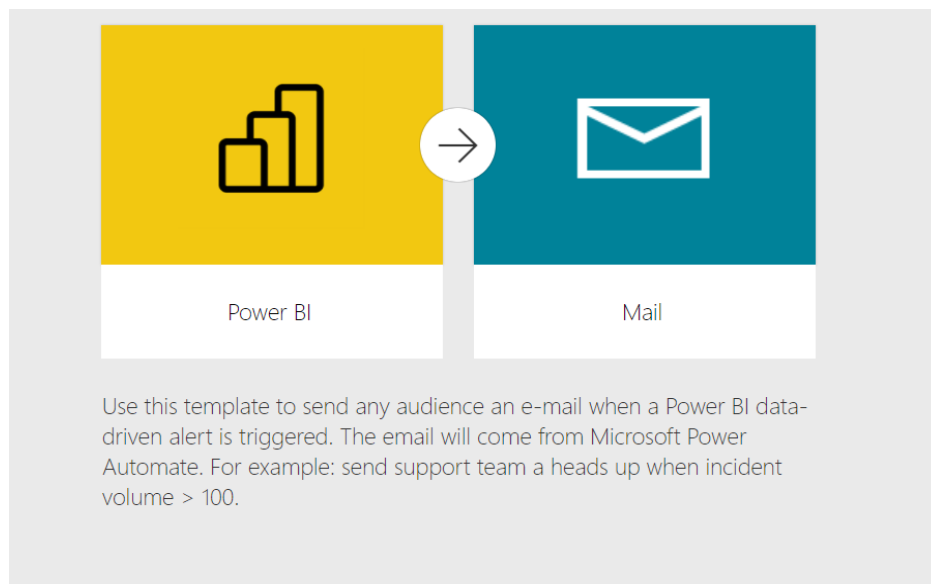 Power BI
Mail
Use this template to send any audience an e-mail when a Power BI data-
driven alert is triggered. The email will come from Microsoft Power
Automate. For example: send support team a heads up when incident
volume > 100.